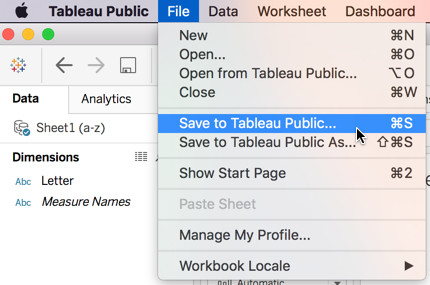 Tableau Public File Data Worksheet Dashboard
New ⌘N
Open... ⌘O
Open from Tableau Public... ⌥O
Close ⌘W
Data Analytics
Save to Tableau Public... ⌘S
Sheet1 (a-z)
Save to Tableau Public As... ⇧⌘S
Dimensions
Show Start Page ⌘2
Abc Letter
Abc Measure Names
Paste Sheet
Manage My Profile...
Workbook Locale ▶
Automatic